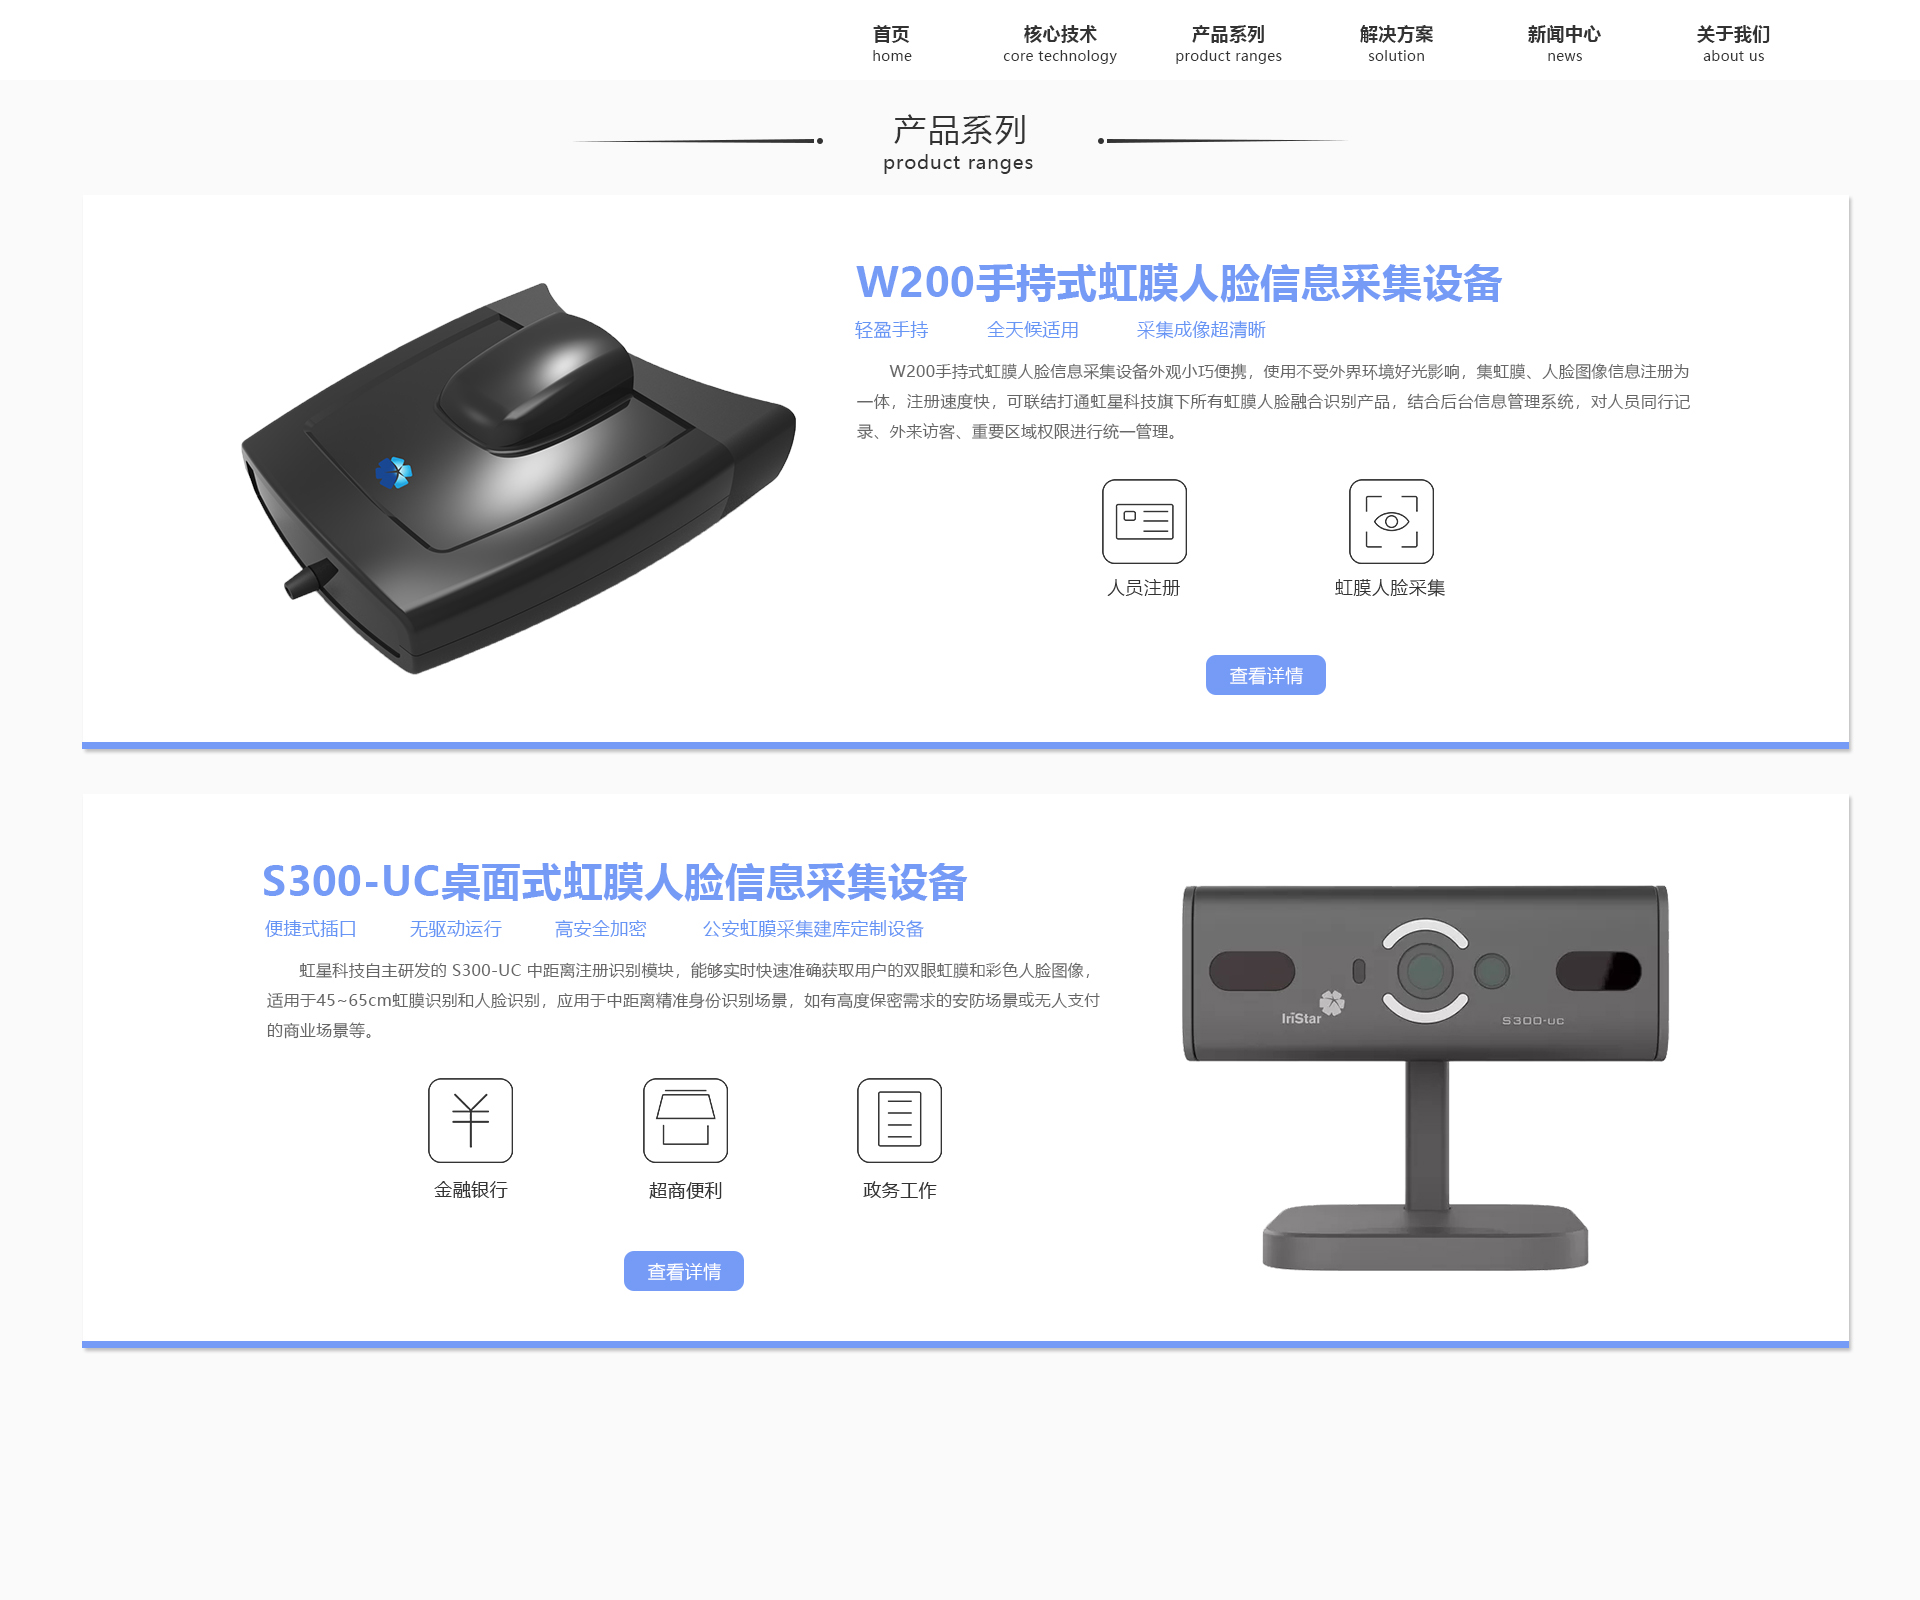 首页
home
核心技术
core technology
产品系列
product ranges
解决方案
solution
新闻中心
news
关于我们
about us
产品系列
product ranges
W200手持式虹膜人脸信息采集设备
轻盈手持 全天候适用 采集成像超清晰
W200手持式虹膜人脸信息采集设备外观小巧便携，使用不受外界环境好光影响，集虹膜、人脸图像信息注册为
一体，注册速度快，可联结打通虹星科技旗下所有虹膜人脸融合识别产品，结合后台信息管理系统，对人员同行记
录、外来访客、重要区域权限进行统一管理。
人员注册
虹膜人脸采集
查看详情
S300-UC桌面式虹膜人脸信息采集设备
便捷式插口 无驱动运行 高安全加密 公安虹膜采集建库定制设备
虹星科技自主研发的 S300-UC 中距离注册识别模块，能够实时快速准确获取用户的双眼虹膜和彩色人脸图像，
适用于45~65cm虹膜识别和人脸识别，应用于中距离精准身份识别场景，如有高度保密需求的安防场景或无人支付
的商业场景等。
金融银行
超商便利
政务工作
查看详情
IriStar
S300-UC